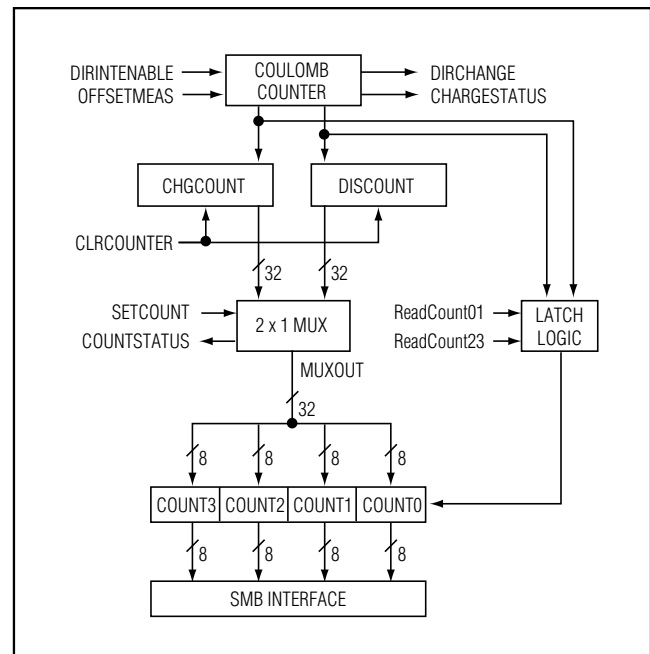 DIRINTENABLE
OFFSETMEAS
COULOMB
COUNTER
DIRCHANGE
CHARGESTATUS
CHGCOUNT
DISCOUNT
CLRCOUNTER
32
32
SETCOUNT
COUNTSTATUS
2 x 1 MUX
ReadCount01
ReadCount23
LATCH
LOGIC
MUXOUT
32
8
8
8
8
COUNT3
COUNT2
COUNT1
COUNT0
8
8
8
8
SMB INTERFACE